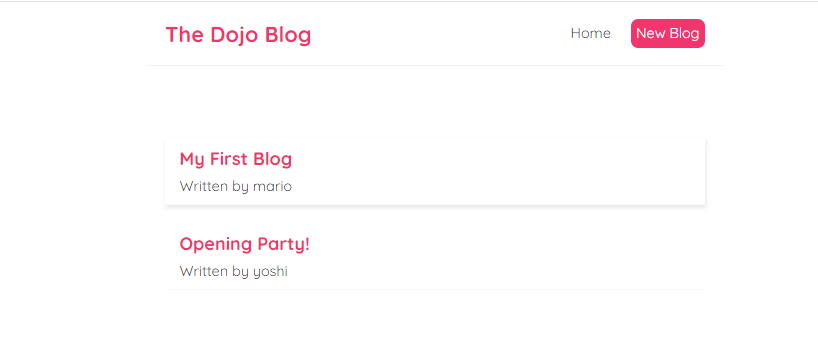 The Dojo Blog
Home
New Blog
My First Blog
Written by mario
Opening Party!
Written by yoshi